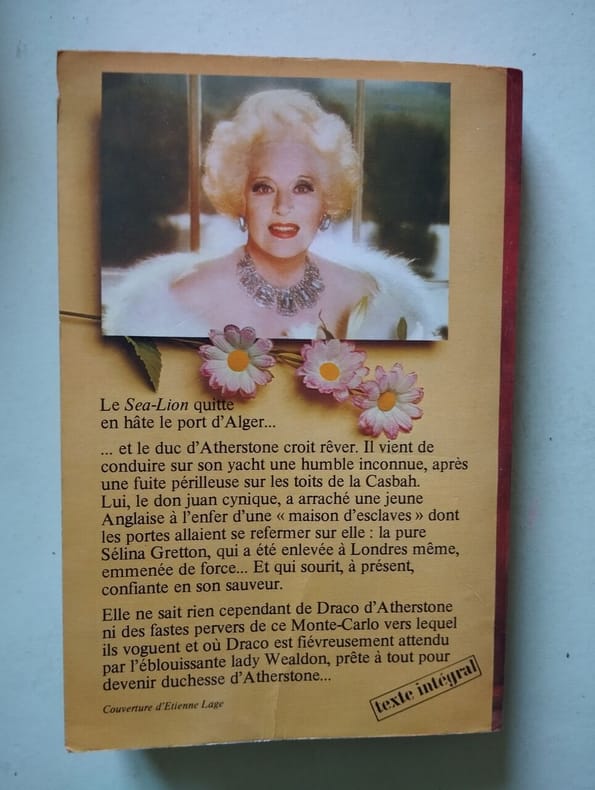 Le Sea-Lion quitte
en hâte le port d'Alger...
... et le duc d'Atherstone croit rêver. Il vient de
conduire sur son yacht une humble inconnue, après
une fuite périlleuse sur les toits de la Casbah.
Lui, le don juan cynique, a arraché une jeune
Anglaise à l'enfer d'une « maison d'esclaves » dont
les portes allaient se refermer sur elle : la pure
Sélina Gretton, qui a été enlevée à Londres même,
emmenée de force... Et qui sourit, à présent,
confiante en son sauveur.
Elle ne sait rien cependant de Draco d'Atherstone
ni des fastes pervers de ce Monte-Carlo vers lequel
ils voguent et où Draco est fiévreusement attendu
par l'éblouissante lady Wealdon, prête à tout pour
devenir duchesse d'Atherstone...
Couverture d'Etienne Lage
texte intégral